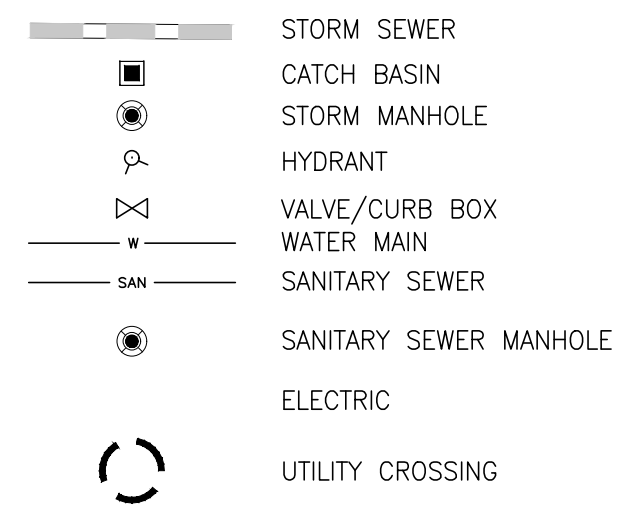 STORM SEWER
CATCH BASIN
STORM MANHOLE
HYDRANT
VALVE/CURB BOX
W WATER MAIN
SAN SANITARY SEWER
SANITARY SEWER MANHOLE
ELECTRIC
UTILITY CROSSING